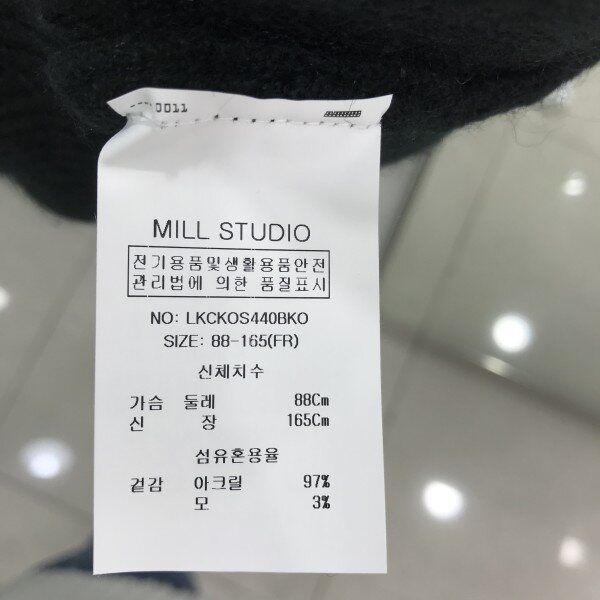 0011
MILL STUDIO
전기용품및생활용품안전
관리법에 의한 품질표시
NO: LKCKOS440BKO
SIZE: 88-165(FR)
신체치수
가슴 둘레 88Cm
신 장 165Cm
섬유혼용율
겉감 아크릴 97%
모 3%